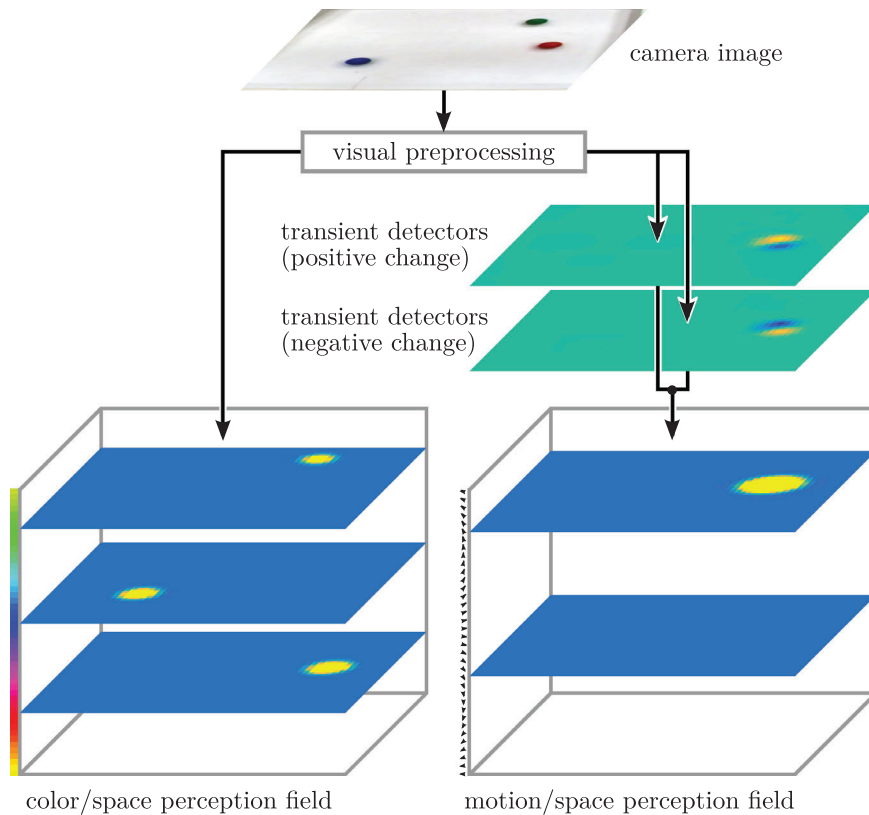 camera image
visual preprocessing
transient detectors
(positive change)
transient detectors
(negative change)
color/space perception field
motion/space perception field